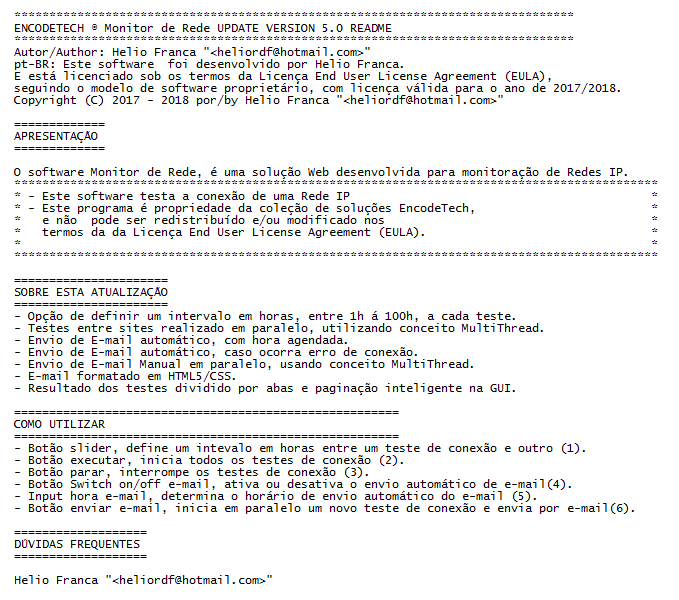 ********************************************************************************
ENCODETECH ® Monitor de Rede UPDATE VERSION 5.0 README
********************************************************************************
Autor/Author: Helio Franca "<heliordf@hotmail.com>"
pt-BR: Este software  foi desenvolvido por Helio Franca.
E está licenciado sob os termos da Licença End User License Agreement (EULA),
seguindo o modelo de software proprietário, com licença válida para o ano de 2017/2018.
Copyright (C) 2017 - 2018 por/by Helio Franca "<heliordf@hotmail.com>"
=============
APRESENTAÇÃO
=============
O software Monitor de Rede, é uma solução Web desenvolvida para monitoração de Redes IP.
********************************************************************************************
* - Este software testa a conexão de uma Rede IP                                           *
* - Este programa é propriedade da coleção de soluções EncodeTech,                         *
*   e não  pode ser redistribuído e/ou modificado nos                                      *
*   termos da da Licença End User License Agreement (EULA).                                *
*                                                                                          *
********************************************************************************************
======================
SOBRE ESTA ATUALIZAÇÃO
======================
- Opção de definir um intervalo em horas, entre 1h á 100h, a cada teste.
- Testes entre sites realizado em paralelo, utilizando conceito MultiThread.
- Envio de E-mail automático, com hora agendada.
- Envio de E-mail automático, caso ocorra erro de conexão.
- Envio de E-mail Manual em paralelo, usando conceito MultiThread.
- E-mail formatado em HTML5/CSS.
- Resultado dos testes dividido por abas e paginação inteligente na GUI.
=======================================================
COMO UTILIZAR
=======================================================
- Botão slider, define um intevalo em horas entre um teste de conexão e outro (1).
- Botão executar, inicia todos os testes de conexão (2).
- Botão parar, interrompe os testes de conexão (3).
- Botão Switch on/off e-mail, ativa ou desativa o envio automático de e-mail(4).
- Input hora e-mail, determina o horário de envio automático do e-mail (5).
- Botão enviar e-mail, inicia em paralelo um novo teste de conexão e envia por e-mail(6).
===================
DÚVIDAS FREQUENTES
===================
Helio Franca "<heliordf@hotmail.com>"